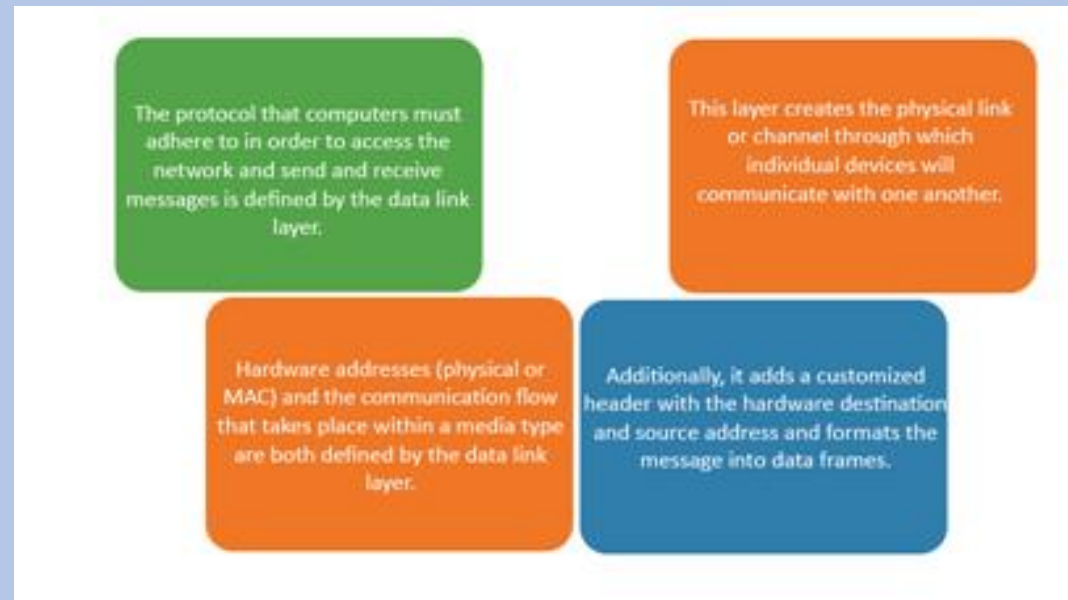 The protocol that computers must
adhere to in order to access the
network and send and receive
messages is defined by the data link
layer.
This layer creates the physical link
or channel through which
individual devices will
communicate with one another.
Hardware addresses (physical or
MAC) and the communication flow
that takes place within a media type
are both defined by the data link
layer.
Additionally, it adds a customized
header with the hardware destination
and source address and formats the
message into data frames.